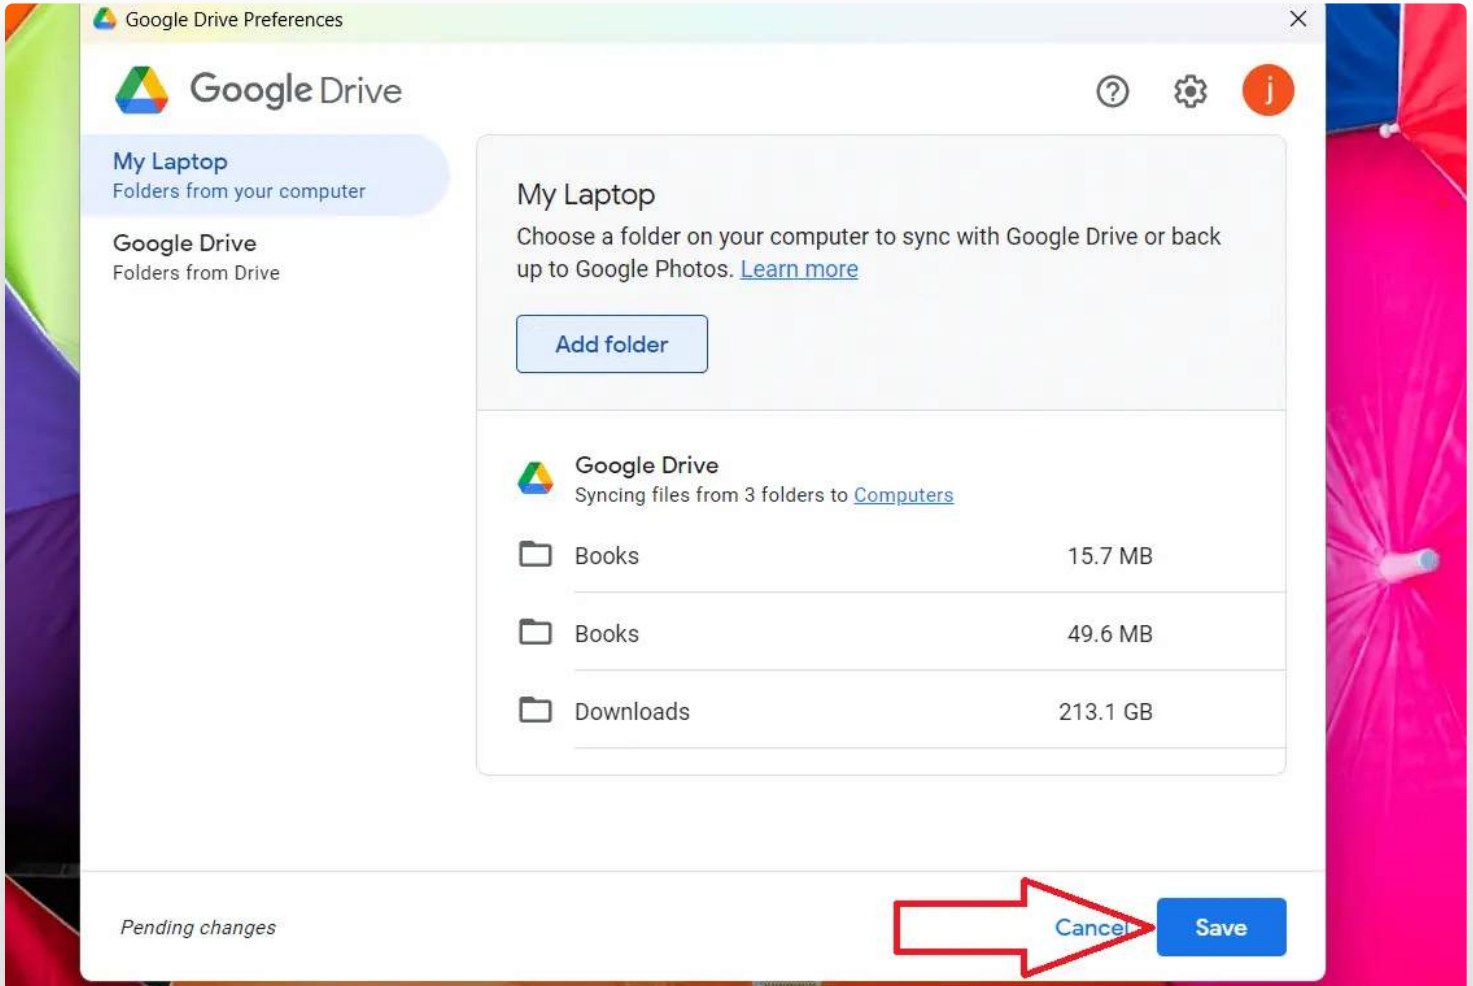 Google Drive Preferences
Google Drive
j
My Laptop
Folders from your computer
Google Drive
Folders from Drive
My Laptop
Choose a folder on your computer to sync with Google Drive or back
up to Google Photos. Learn more
Add folder
Google Drive
Syncing files from 3 folders to Computers
Books 15.7 MB
Books 49.6 MB
Downloads 213.1 GB
Pending changes
Cancel
Save